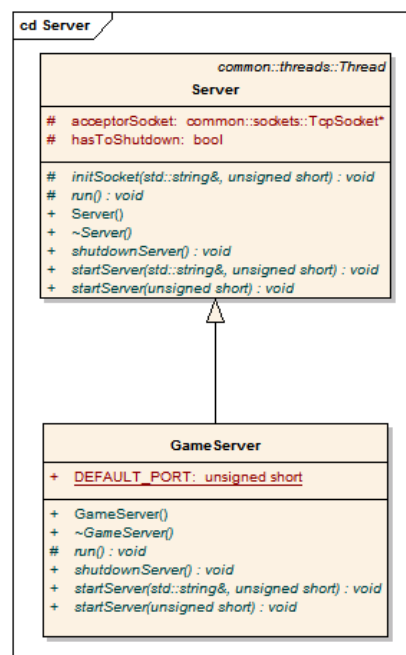 cd Server
common::threads::Thread
Server
# acceptorSocket: common::sockets::TcpSocket*
# hasToShutdown: bool
# initSocket(std::string&, unsigned short) : void
# run() : void
+ Server()
+ ~Server()
+ shutdownServer() : void
+ startServer(std::string&, unsigned short) : void
+ startServer(unsigned short) : void
GameServer
+ DEFAULT_PORT: unsigned short
+ GameServer()
+ ~GameServer()
# run() : void
+ shutdownServer() : void
+ startServer(std::string&, unsigned short) : void
+ startServer(unsigned short) : void